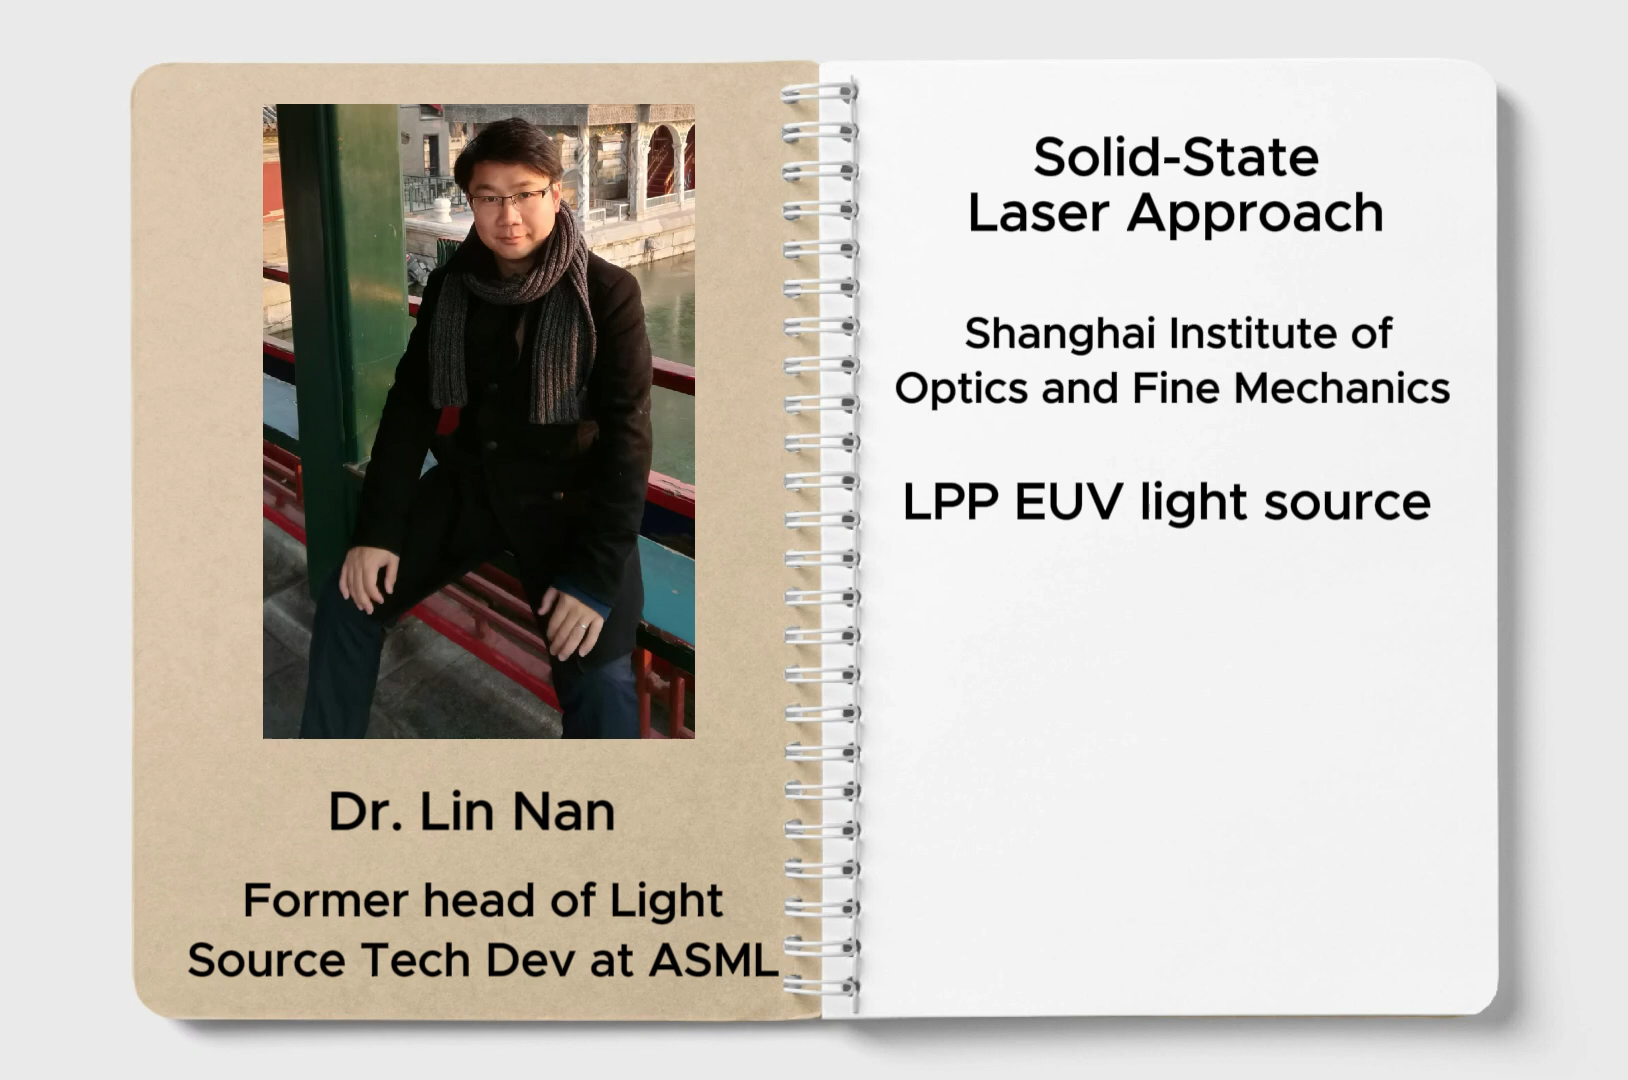 Dr. Lin Nan
Former head of Light
Source Tech Dev at ASML
Solid-State
Laser Approach
Shanghai Institute of
Optics and Fine Mechanics
LPP EUV light source